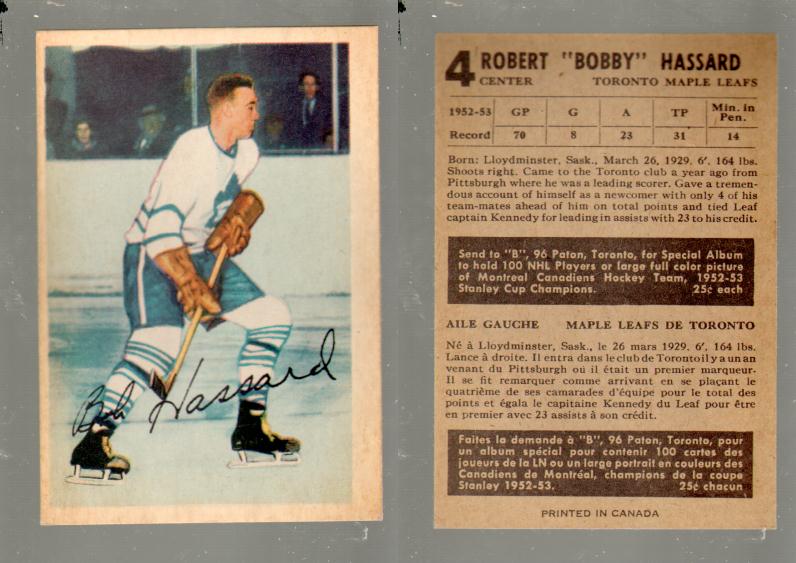 Bob Hassard
4 ROBERT "BOBBY" HASSARD
CENTER TORONTO MAPLE LEAFS
1952-53 GP G A TP Min. in Pen.
Record 70 8 23 31 14
Born: Lloydminster, Sask., March 26, 1929. 6'. 164 lbs.
Shoots right. Came to the Toronto club a year ago from
Pittsburgh where he was a leading scorer. Gave a tremen-
dous account of himself as a newcomer with only 4 of his
team-mates ahead of him on total points and tied Leaf
captain Kennedy for leading in assists with 23 to his credit.
Send to "B", 96 Paton, Toronto, for Special Album
to hold 100 NHL Players or large full color picture
of Montreal Canadiens Hockey Team, 1952-53
Stanley Cup Champions. 25¢ each
AILE GAUCHE MAPLE LEAFS DE TORONTO
Né à Lloydminster, Sask., le 26 mars 1929. 6'. 164 lbs.
Lance à droite. Il entra dans le club de Toronto il y a un an
venant du Pittsburgh où il était un premier marqueur.
Il se fit remarquer comme arrivant en se plaçant le
quatrième de ses camarades d'équipe pour le total des
points et égala le capitaine Kennedy du Leaf pour être
en premier avec 23 assists à son crédit.
Faites la demande à "B", 96 Paton, Toronto, pour
un album spécial pour contenir 100 cartes des
joueurs de la LN ou un large portrait en couleurs des
Canadiens de Montréal, champions de la coupe
Stanley 1952-53. 25¢ chacun
PRINTED IN CANADA